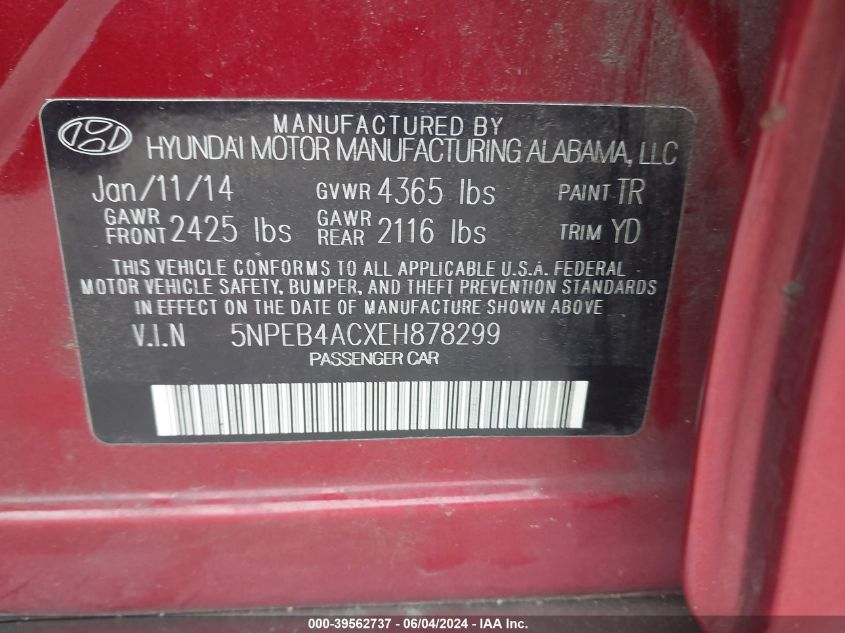 MANUFACTURED BY
HYUNDAI MOTOR MANUFACTURING ALABAMA, LLC
Jan/11/14 GVWR 4365 lbs PAINT TR
GAWR FRONT 2425 lbs GAWR REAR 2116 lbs TRIM YD
THIS VEHICLE CONFORMS TO ALL APPLICABLE U.S.A. FEDERAL
MOTOR VEHICLE SAFETY, BUMPER, AND THEFT PREVENTION STANDARDS
IN EFFECT ON THE DATE OF MANUFACTURE SHOWN ABOVE
V.I.N 5NPEB4ACXEH878299
PASSENGER CAR
000-39562737 - 06/04/2024 - IAA Inc.